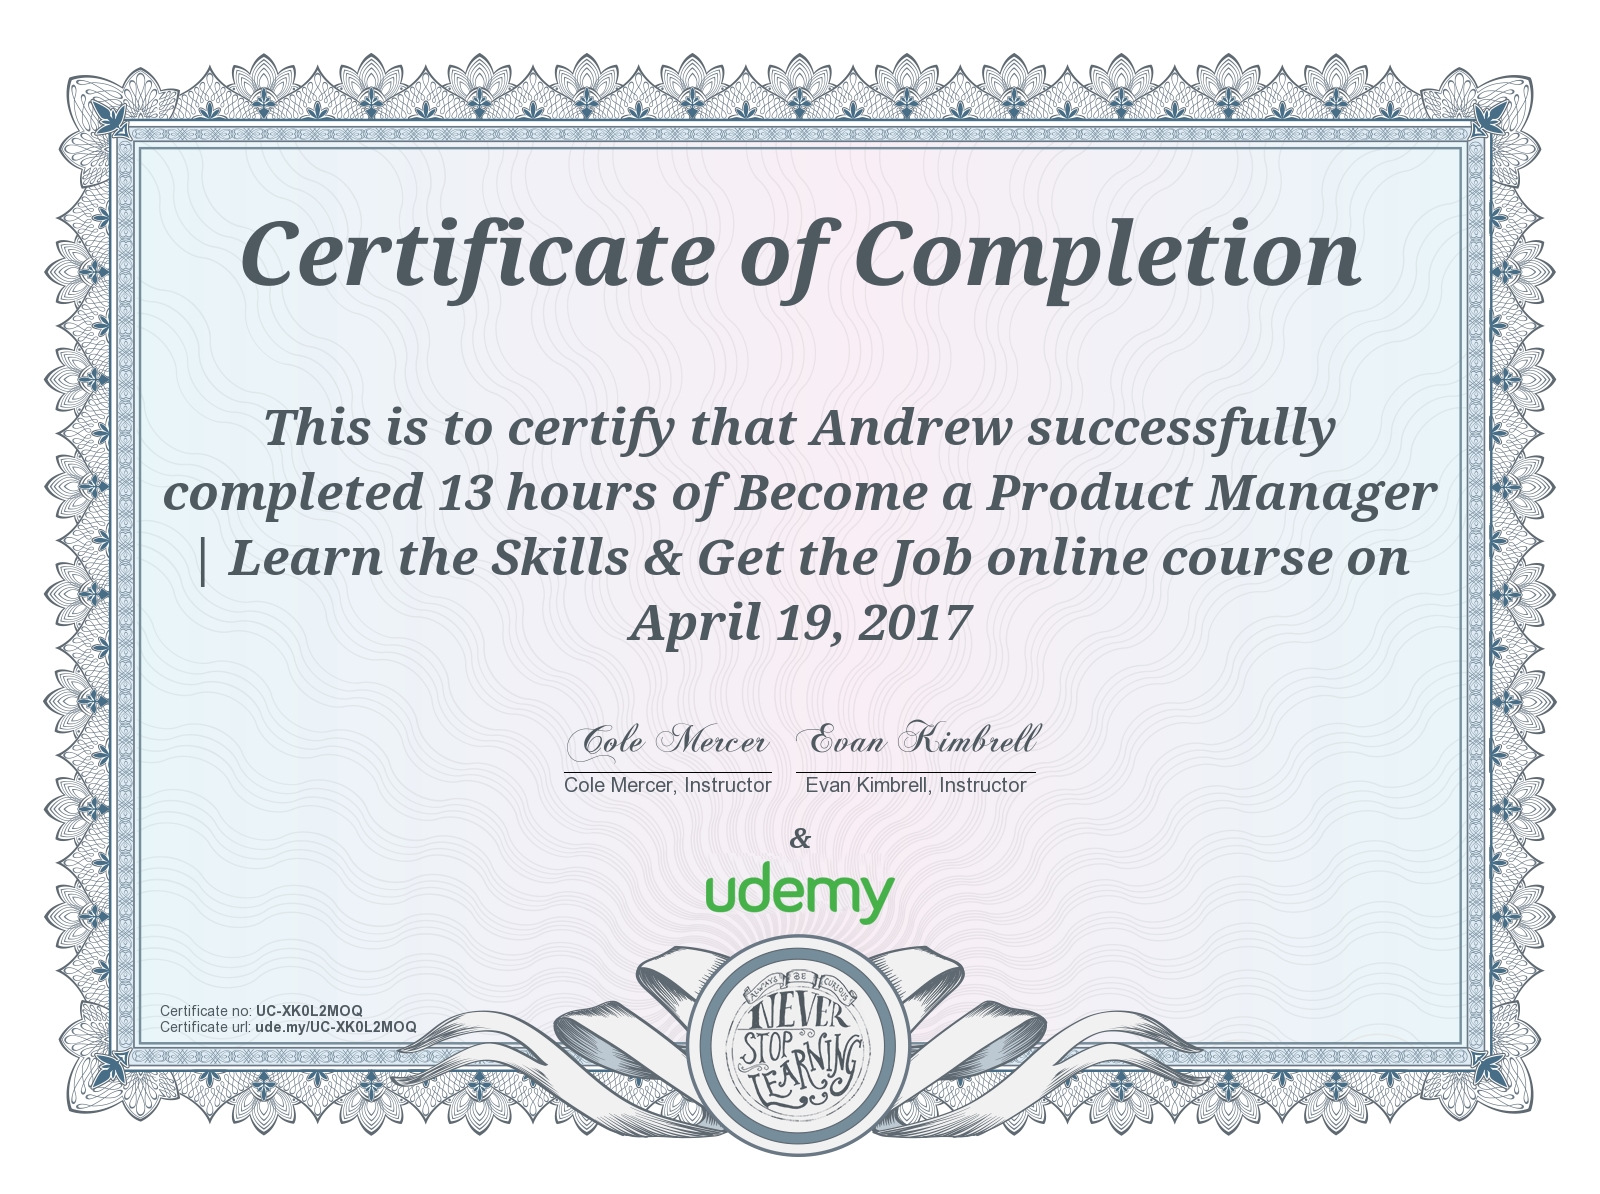 Certificate of Completion
This is to certify that Andrew successfully
completed 13 hours of Become a Product Manager
| Learn the Skills & Get the Job online course on
April 19, 2017
Cole Mercer Evan Kimbrell
Cole Mercer, Instructor Evan Kimbrell, Instructor
&
udemy
Certificate no: UC-XK0L2MOQ
Certificate url: ude.my/UC-XK0L2MOQ
ALWAYS BE CURIOUS
NEVER
STOP
LEARNING